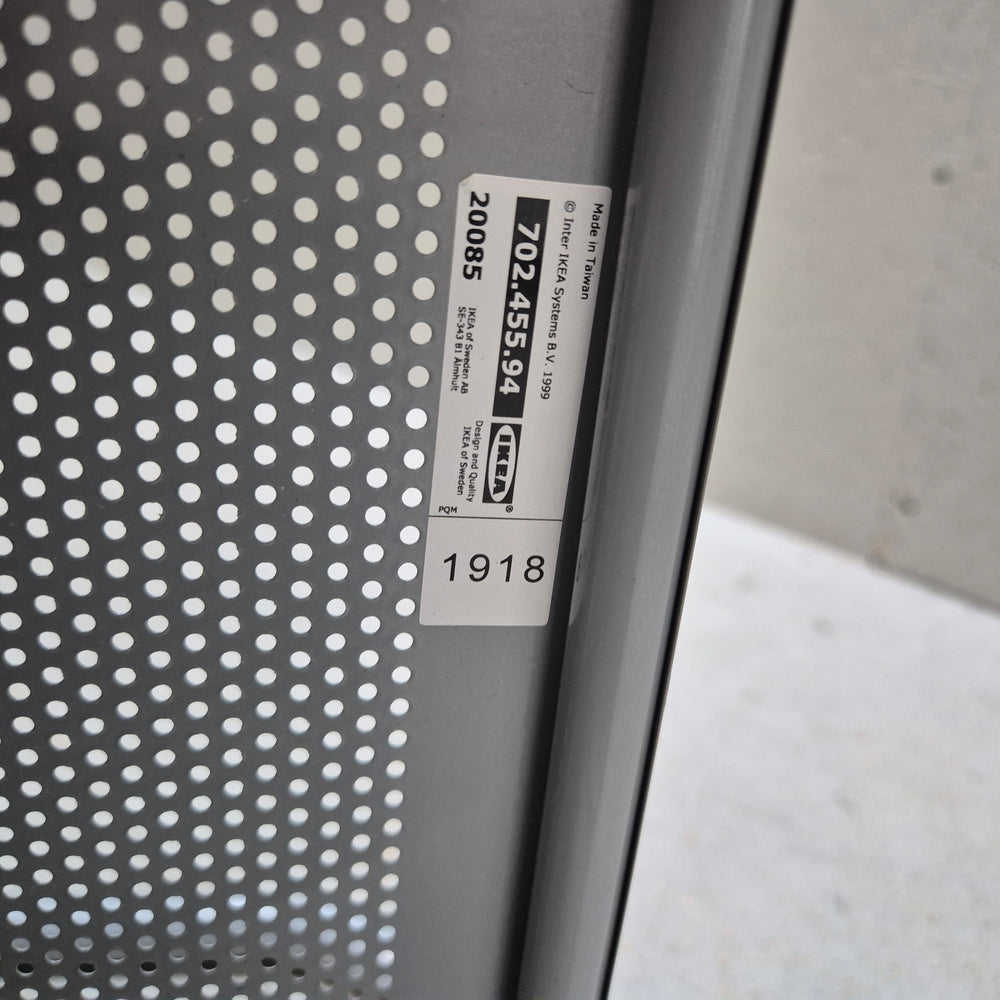 Made in Taiwan
© Inter IKEA Systems B.V. 1999
702.455.94
IKEA®
20085
IKEA of Sweden AB
SE-343 81 Älmhult
Design and Quality
IKEA of Sweden
PQM
1918